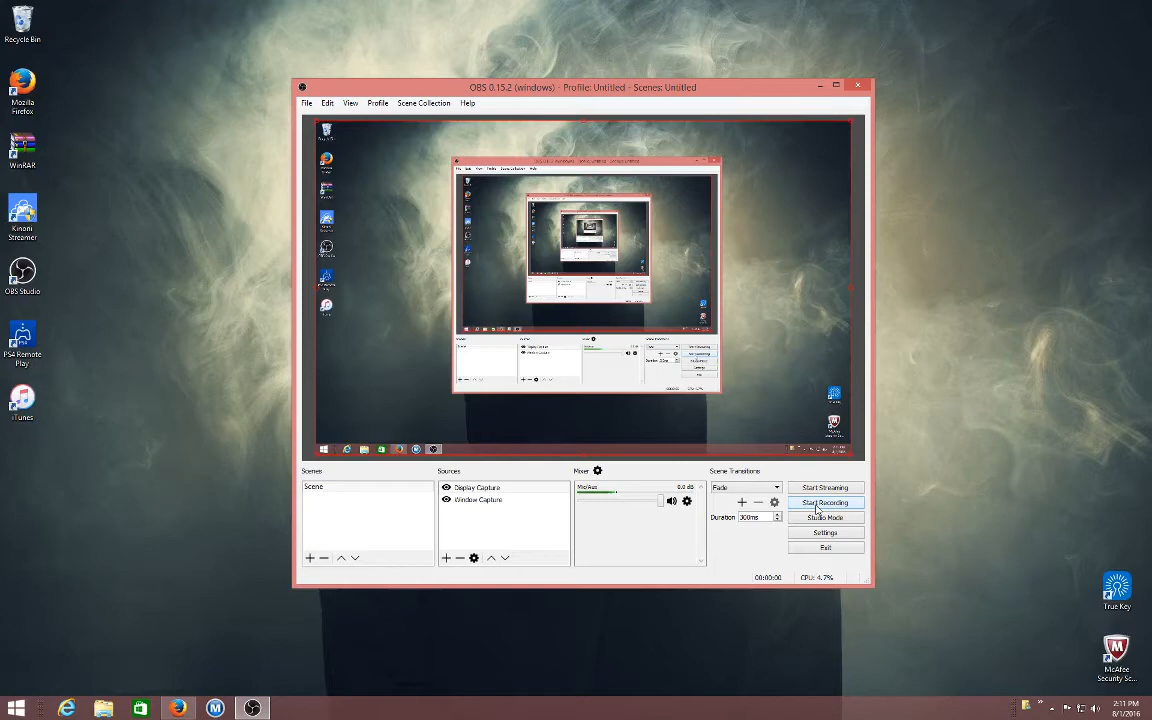 Recycle Bin
Mozilla
Firefox
WinRAR
Kinoni
Streamer
OBS Studio
PS4 Remote
Play
iTunes
OBS 0.15.2 (windows) - Profile: Untitled - Scenes: Untitled
File Edit View Profile Scene Collection Help
Scenes
Scene
Sources
Display Capture
Window Capture
Mixer
Mic/Aux 0.0 dB
Scene Transitions
Fade
Duration 300ms
Start Streaming
Start Recording
Studio Mode
Settings
Exit
00:00:00 CPU: 4.7%
True Key
McAfee
Security Sc...
2:11 PM
8/1/2016